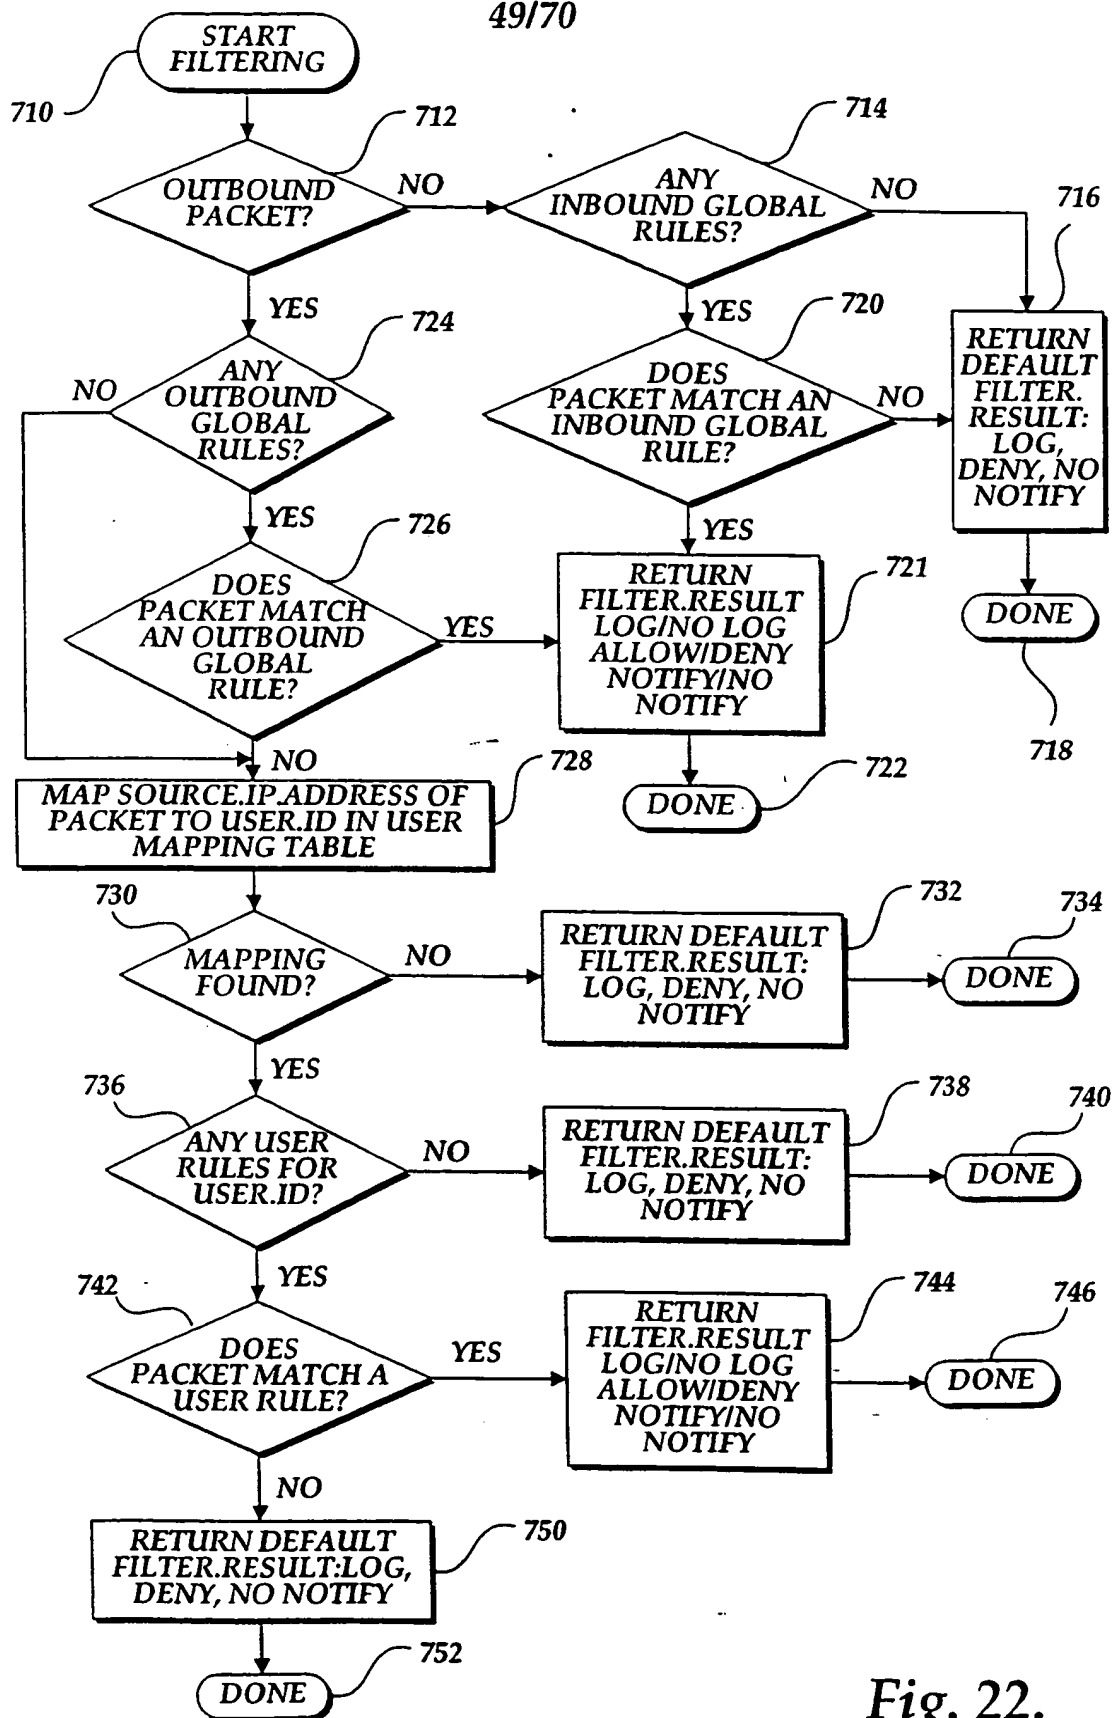 49/70
START
FILTERING
710
712
OUTBOUND
PACKET?
NO
714
ANY
INBOUND GLOBAL
RULES?
NO
716
YES
YES
724
720
RETURN
DEFAULT
FILTER.
RESULT:
LOG,
DENY, NO
NOTIFY
NO
ANY
OUTBOUND
GLOBAL
RULES?
DOES
PACKET MATCH AN
INBOUND GLOBAL
RULE?
NO
YES
726
YES
DOES
PACKET MATCH
AN OUTBOUND
GLOBAL
RULE?
YES
RETURN
FILTER.RESULT
LOG/NO LOG
ALLOW/DENY
NOTIFY/NO
NOTIFY
721
DONE
718
NO
728
722
DONE
MAP SOURCE.IP.ADDRESS OF
PACKET TO USER.ID IN USER
MAPPING TABLE
730
732
734
MAPPING
FOUND?
NO
RETURN DEFAULT
FILTER.RESULT:
LOG, DENY, NO
NOTIFY
DONE
YES
736
738
740
ANY USER
RULES FOR
USER.ID?
NO
RETURN DEFAULT
FILTER.RESULT:
LOG, DENY, NO
NOTIFY
DONE
YES
742
744
746
DOES
PACKET MATCH A
USER RULE?
YES
RETURN
FILTER.RESULT
LOG/NO LOG
ALLOW/DENY
NOTIFY/NO
NOTIFY
DONE
NO
750
RETURN DEFAULT
FILTER.RESULT:LOG,
DENY, NO NOTIFY
752
DONE
Fig. 22.